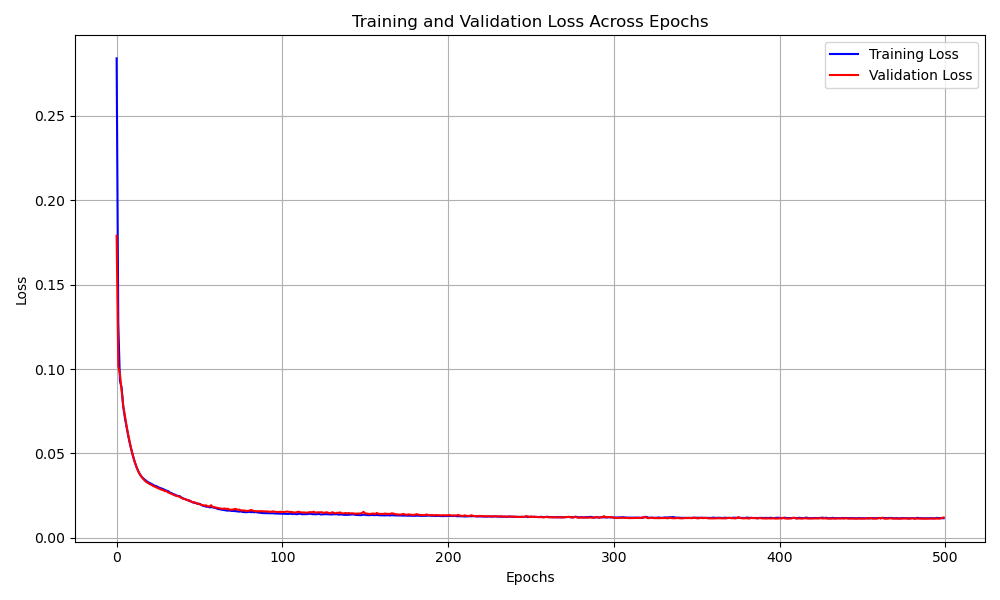 Training and Validation Loss Across Epochs
Training Loss
Validation Loss
0.25
0.20
0.15
0.10
0.05
0.00
Loss
0 100 200 300 400 500
Epochs